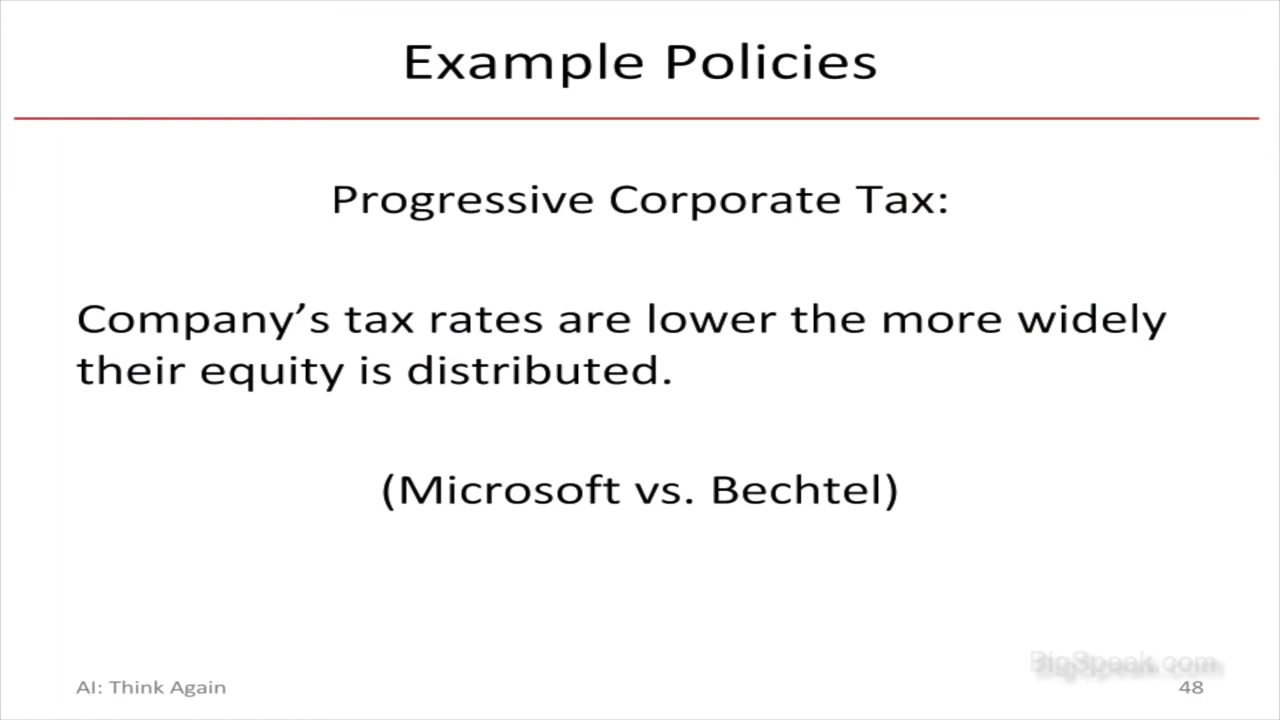 Example Policies
Progressive Corporate Tax:
Company’s tax rates are lower the more widely
their equity is distributed.
(Microsoft vs. Bechtel)
BigSpeak.com
AI: Think Again
48